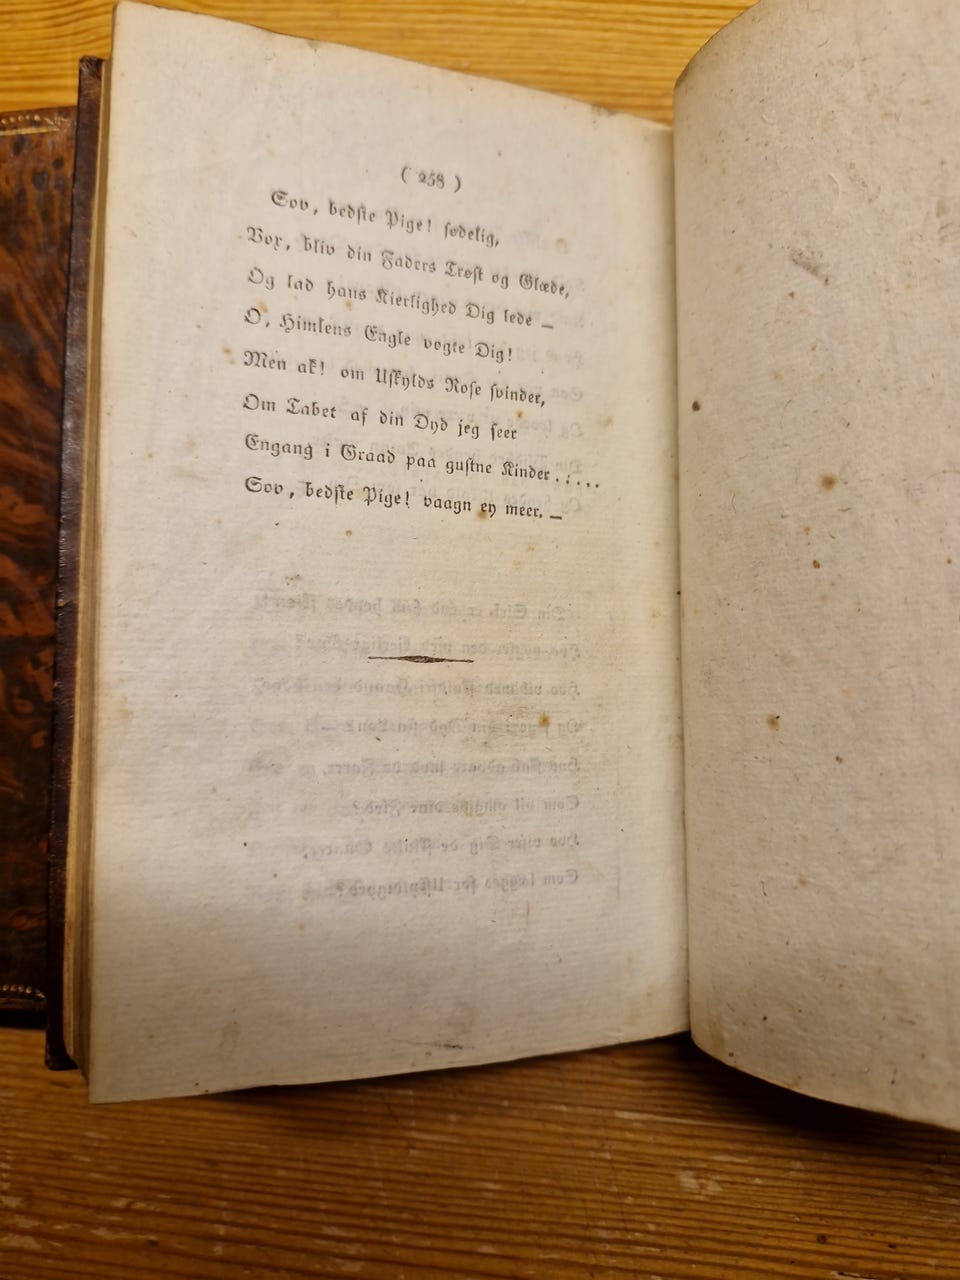 ( 258 )
Sov, bedste Pige! sødelig,
Vox, bliv din Faders Trøst og Glæde,
Og lad hans Kierlighed Dig lede —
O, Himlens Engle vogte Dig!
Men ak! om Uskylds Rose svinder,
Om Tabet af din Dyd jeg seer
Engang i Graad paa gustne Kinder . . . . .
Sov, bedste Pige! vaagn ey meer. —